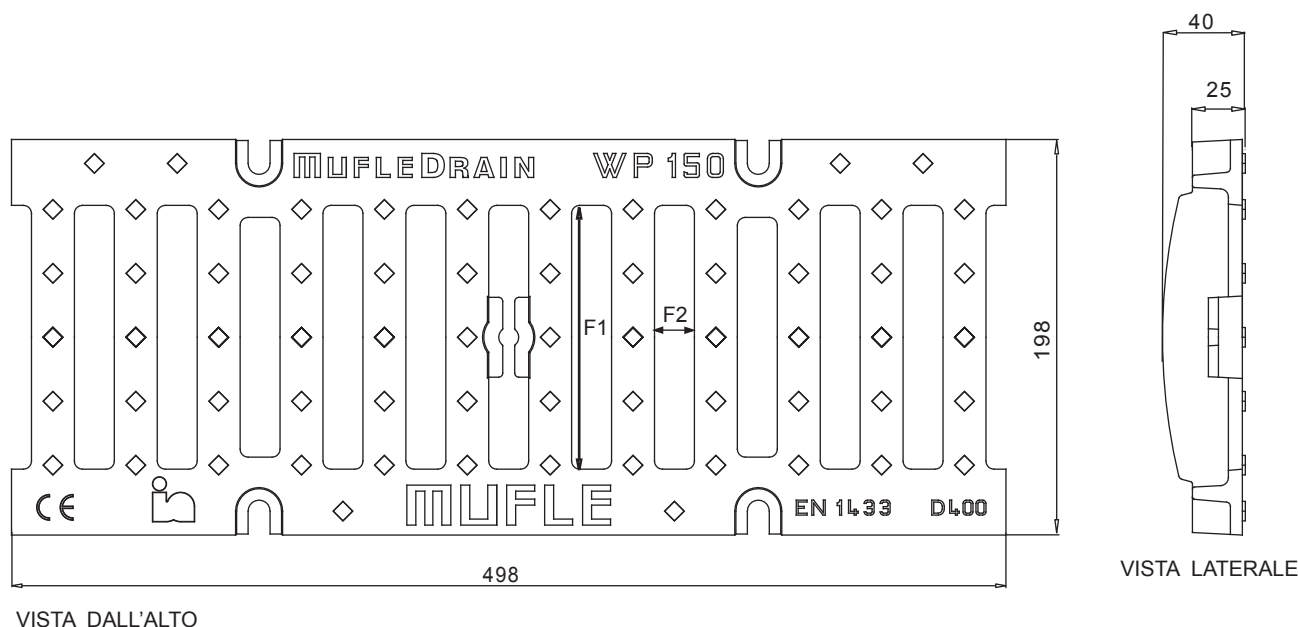 40
25
MUFLEDRAIN WP 150
F1
F2
198
CE
MUFLE
EN 1433 D400
498
VISTA LATERALE
VISTA DALL'ALTO